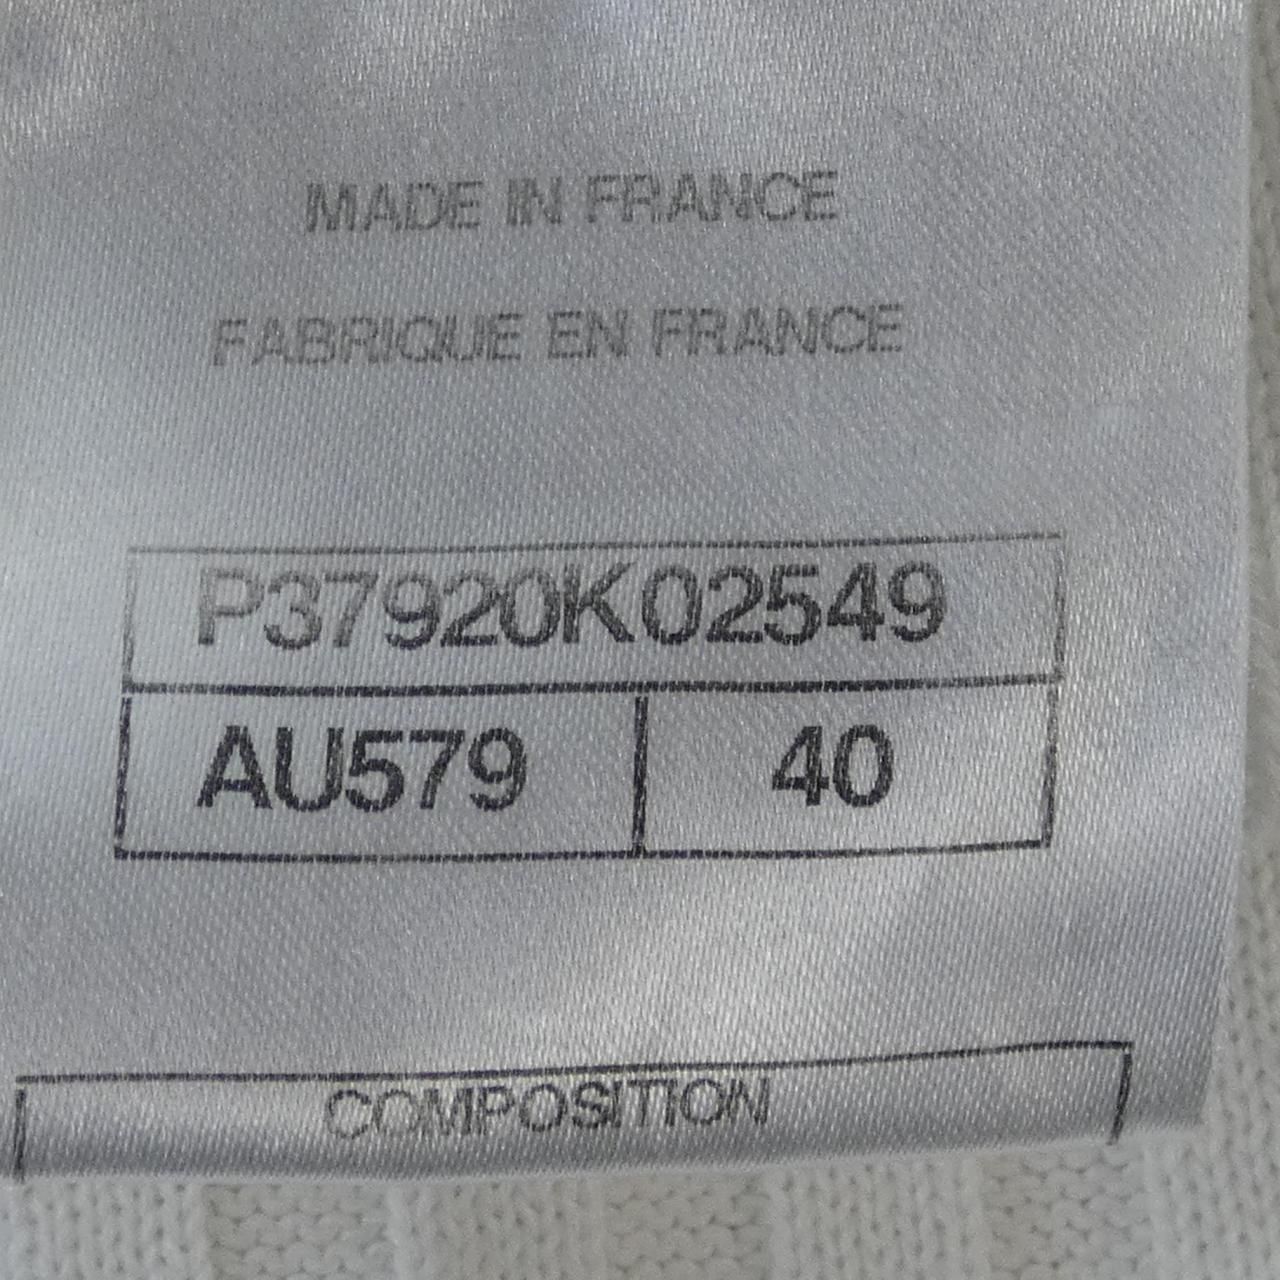 MADE IN FRANCE
FABRIQUE EN FRANCE
P37920K02549
AU579 40
COMPOSITION